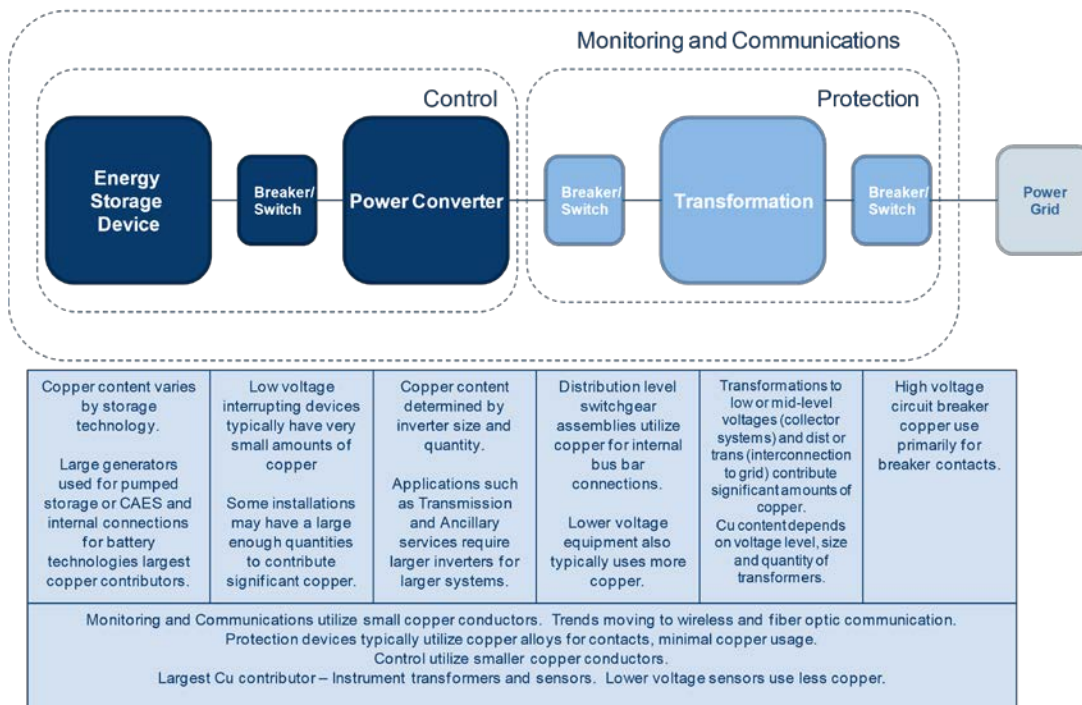 Monitoring and Communications
Control
Protection
Energy
Storage
Device
Breaker/
Switch
Power Converter
Breaker/
Switch
Transformation
Breaker/
Switch
Power
Grid
Copper content varies
by storage
technology.
Large generators
used for pumped
storage or CAES and
internal connections
for battery
technologies largest
copper contributors.
Low voltage
interrupting devices
typically have very
small amounts of
copper
Some installations
may have a large
enough quantities
to contribute
significant copper.
Copper content
determined by
inverter size and
quantity.
Applications such
as Transmission
and Ancillary
services require
larger inverters for
larger systems.
Distribution level
switchgear
assemblies utilize
copper for internal
bus bar
connections.
Lower voltage
equipment also
typically uses more
copper.
Transformations to
low or mid-level
voltages (collector
systems) and dist or
trans (interconnection
to grid) contribute
significant amounts of
copper.
Cu content depends
on voltage level, size
and quantity of
transformers.
High voltage
circuit breaker
copper use
primarily for
breaker contacts.
Monitoring and Communications utilize small copper conductors. Trends moving to wireless and fiber optic communication.
Protection devices typically utilize copper alloys for contacts, minimal copper usage.
Control utilize smaller copper conductors.
Largest Cu contributor – Instrument transformers and sensors. Lower voltage sensors use less copper.